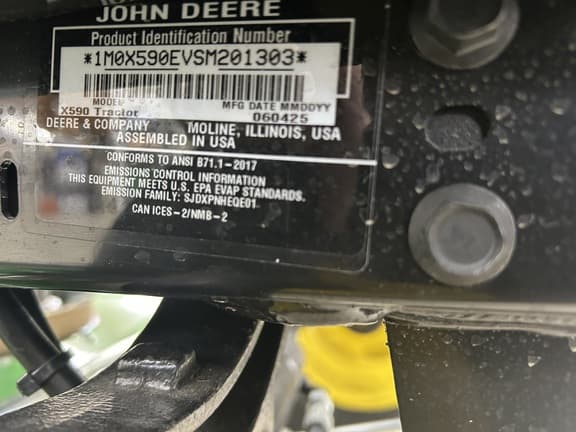 JOHN DEERE
Product Identification Number
*1M0X590EVSM201303*
MODEL MFG DATE MMDDYY
X590 Tractor 060425
DEERE & COMPANY MOLINE, ILLINOIS, USA
ASSEMBLED IN USA
CONFORMS TO ANSI B71.1-2017
EMISSIONS CONTROL INFORMATION
THIS EQUIPMENT MEETS U.S. EPA EVAP STANDARDS.
EMISSION FAMILY: SJDXPNHEQE01
CAN ICES-2/NMB-2